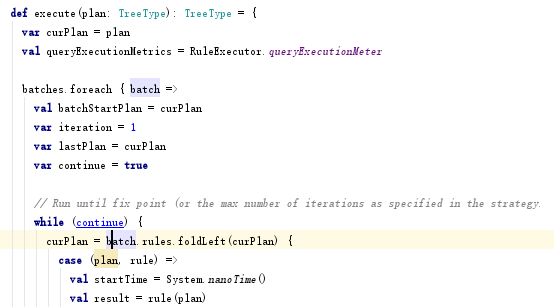 def execute(plan: TreeType): TreeType = {
var curPlan = plan
val queryExecutionMetrics = RuleExecutor.queryExecutionMeter
batches.foreach { batch =>
val batchStartPlan = curPlan
var iteration = 1
var lastPlan = curPlan
var continue = true
// Run until fix point (or the max number of iterations as specified in the strategy.
while (continue) {
curPlan = batch.rules.foldLeft(curPlan) {
case (plan, rule) =>
val startTime = System.nanoTime()
val result = rule(plan)